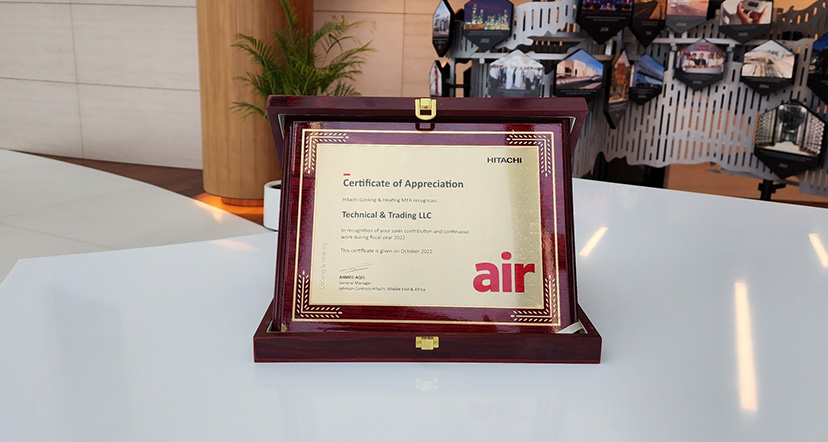 HITACHI
Certificate of Appreciation
Hitachi Cooling & Heating MEA recognizes,
Technical & Trading LLC
In recognition of your sales contribution and continuous
work during fiscal year 2022
This certificate is given on October 2022
AHMED AQEL
General Manager
Johnson Controls-Hitachi, Middle East & Africa
Cooling & Heating
air